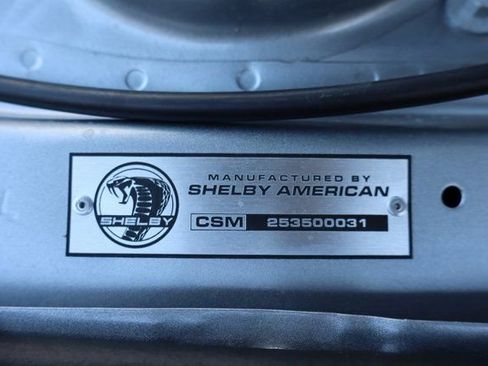 MANUFACTURED BY
SHELBY AMERICAN
SHELBY
CSM 253500031